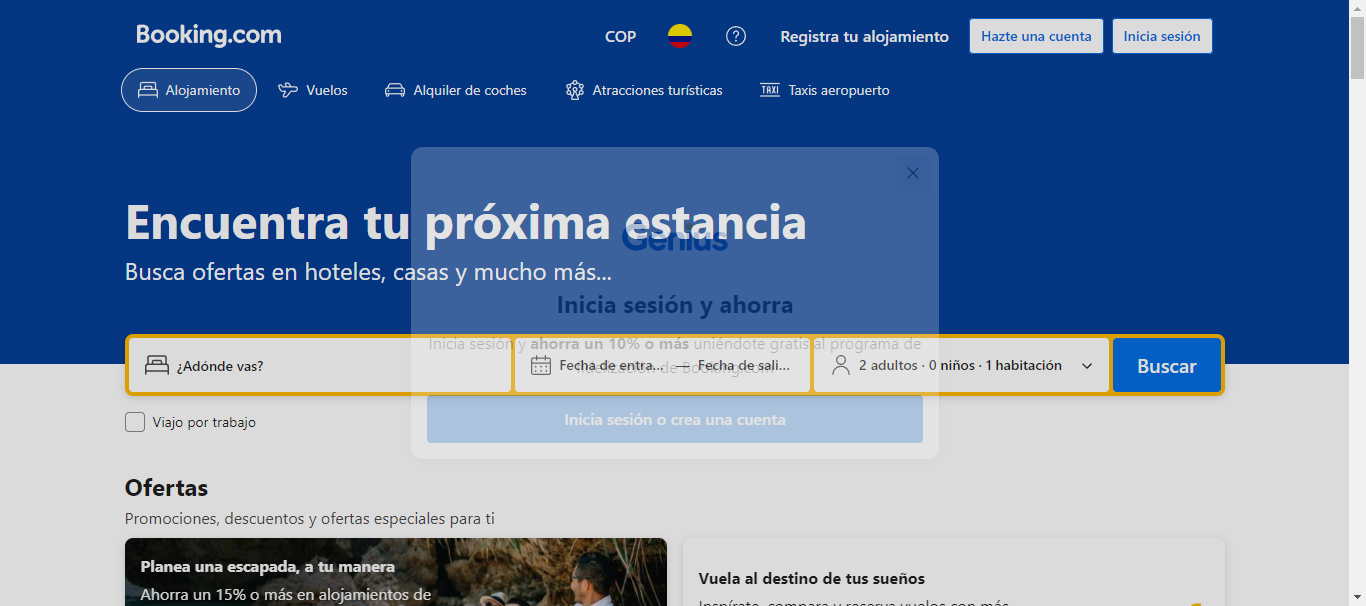 Booking.com
COP
Registra tu alojamiento
Hazte una cuenta
Inicia sesión
Alojamiento
Vuelos
Alquiler de coches
TAXI
Atracciones turísticas
Taxis aeropuerto
Encuentra tu próxima estancia
Genius
Busca ofertas en hoteles, casas y mucho más...
Inicia sesión y ahorra
Inicia sesión y ahorra un 10% o más uniéndote gratis al programa de
fidelización de Booking.com
¿Adónde vas?
Fecha de entra... — Fecha de sali...
2 adultos · 0 niños · 1 habitación
Buscar
Inicia sesión o crea una cuenta
Viajo por trabajo
Ofertas
Promociones, descuentos y ofertas especiales para ti
Planea una escapada, a tu manera
Ahorra un 15% o más en alojamientos de
Vuela al destino de tus sueños
Inspírate, compara y reserva vuelos con más